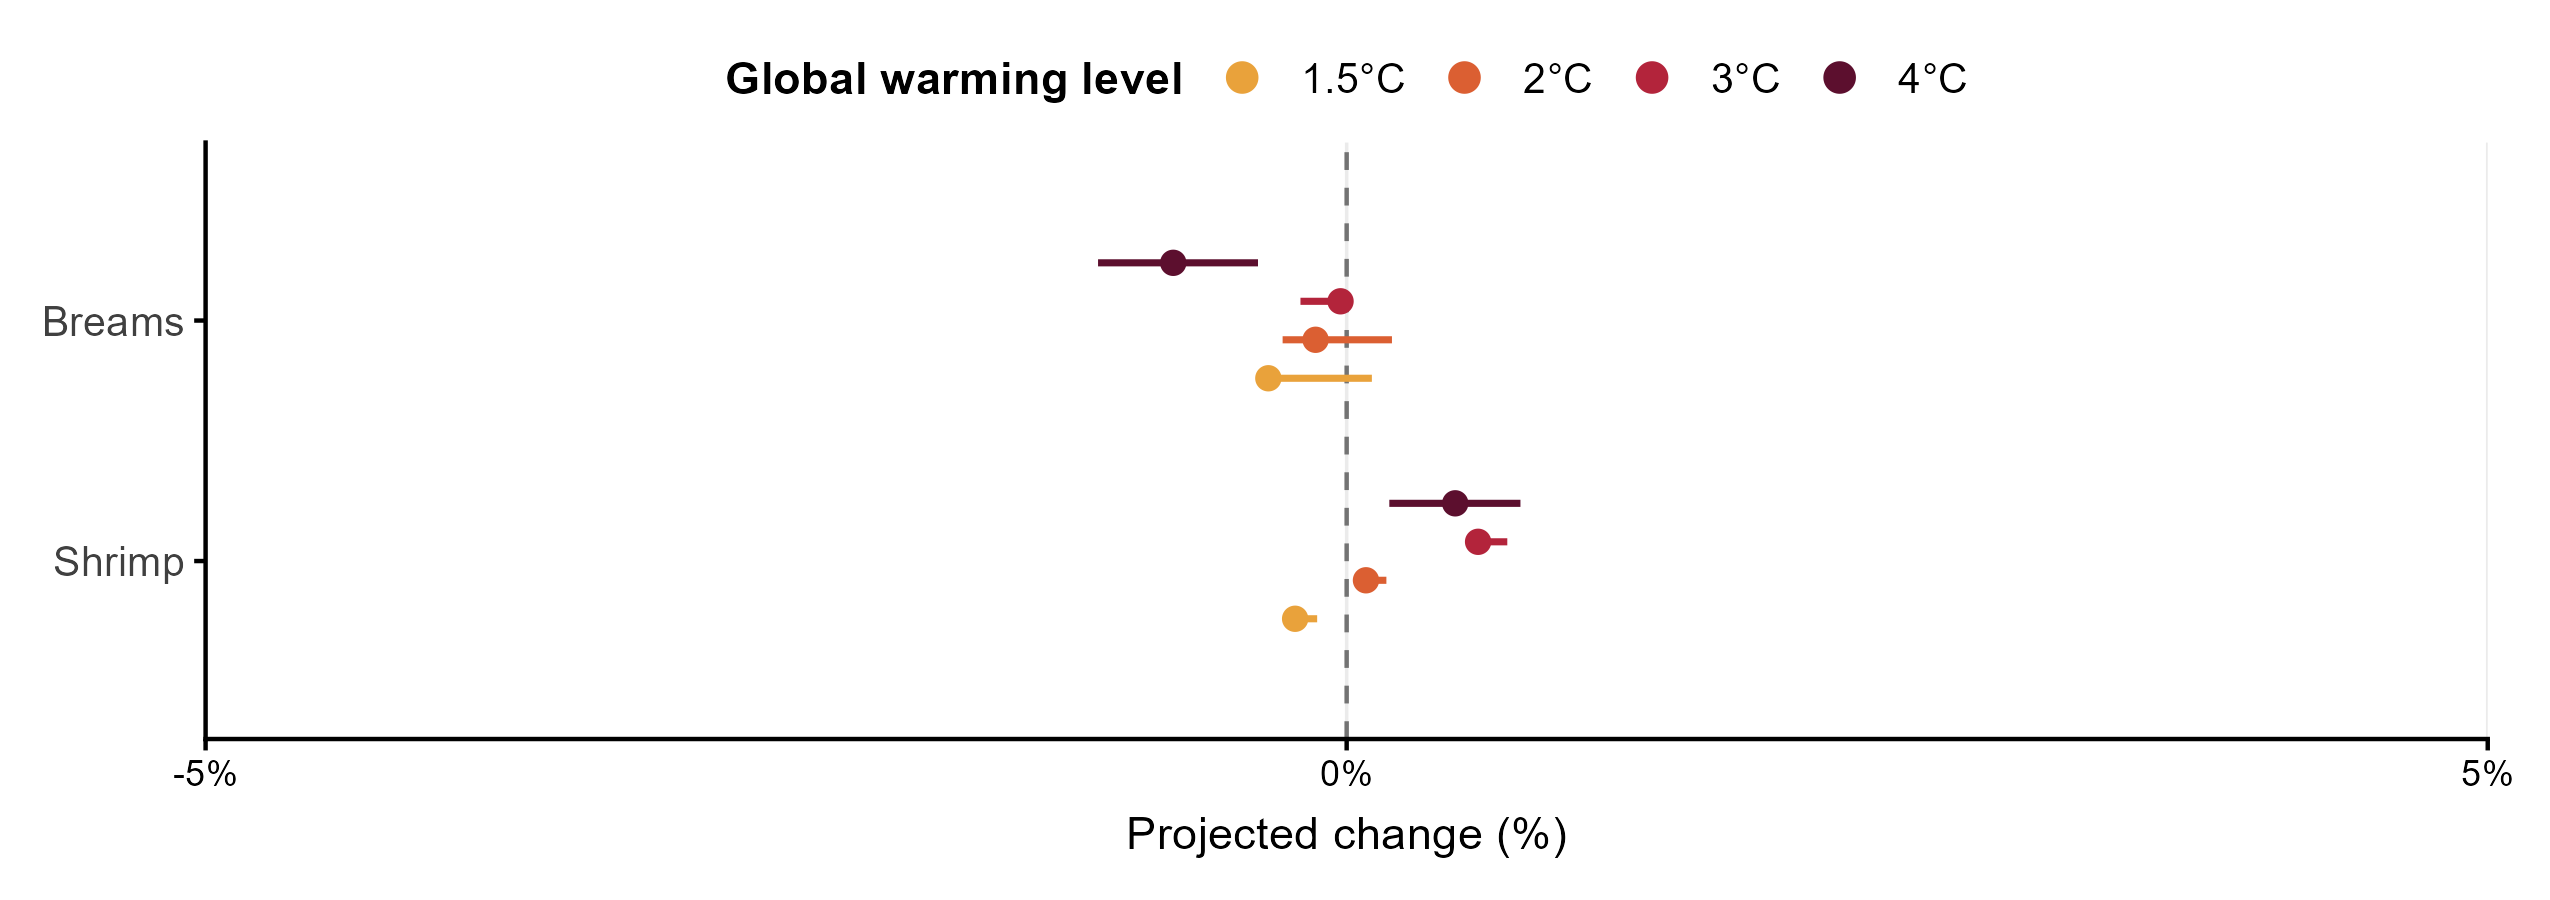 Global warming level 1.5°C 2°C 3°C 4°C
Breams
Shrimp
-5% 0% 5%
Projected change (%)